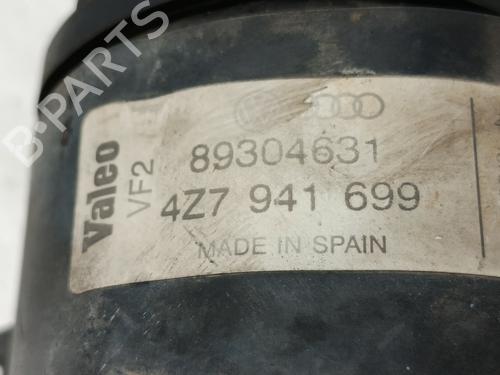 Valeo
VF2
89304631
4Z7 941 699
MADE IN SPAIN
B-PARTS